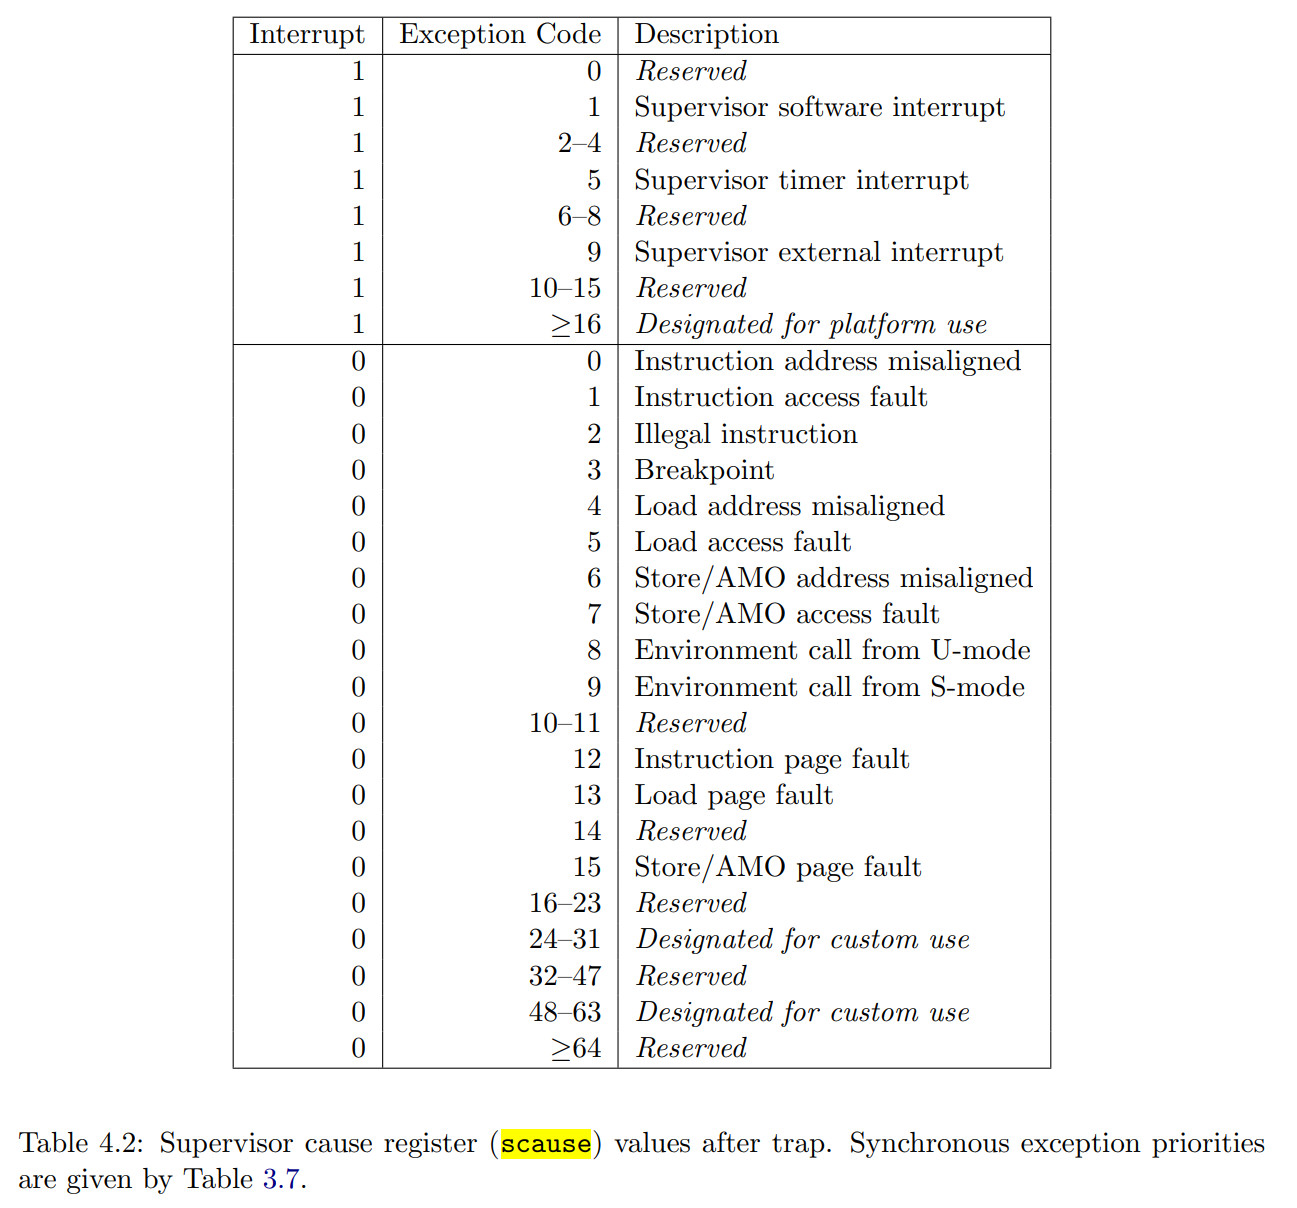 Interrupt Exception Code Description
1 0 Reserved
1 1 Supervisor software interrupt
1 2–4 Reserved
1 5 Supervisor timer interrupt
1 6–8 Reserved
1 9 Supervisor external interrupt
1 10–15 Reserved
1 ≥16 Designated for platform use
0 0 Instruction address misaligned
0 1 Instruction access fault
0 2 Illegal instruction
0 3 Breakpoint
0 4 Load address misaligned
0 5 Load access fault
0 6 Store/AMO address misaligned
0 7 Store/AMO access fault
0 8 Environment call from U-mode
0 9 Environment call from S-mode
0 10–11 Reserved
0 12 Instruction page fault
0 13 Load page fault
0 14 Reserved
0 15 Store/AMO page fault
0 16–23 Reserved
0 24–31 Designated for custom use
0 32–47 Reserved
0 48–63 Designated for custom use
0 ≥64 Reserved
Table 4.2: Supervisor cause register (scause) values after trap. Synchronous exception priorities
are given by Table 3.7.